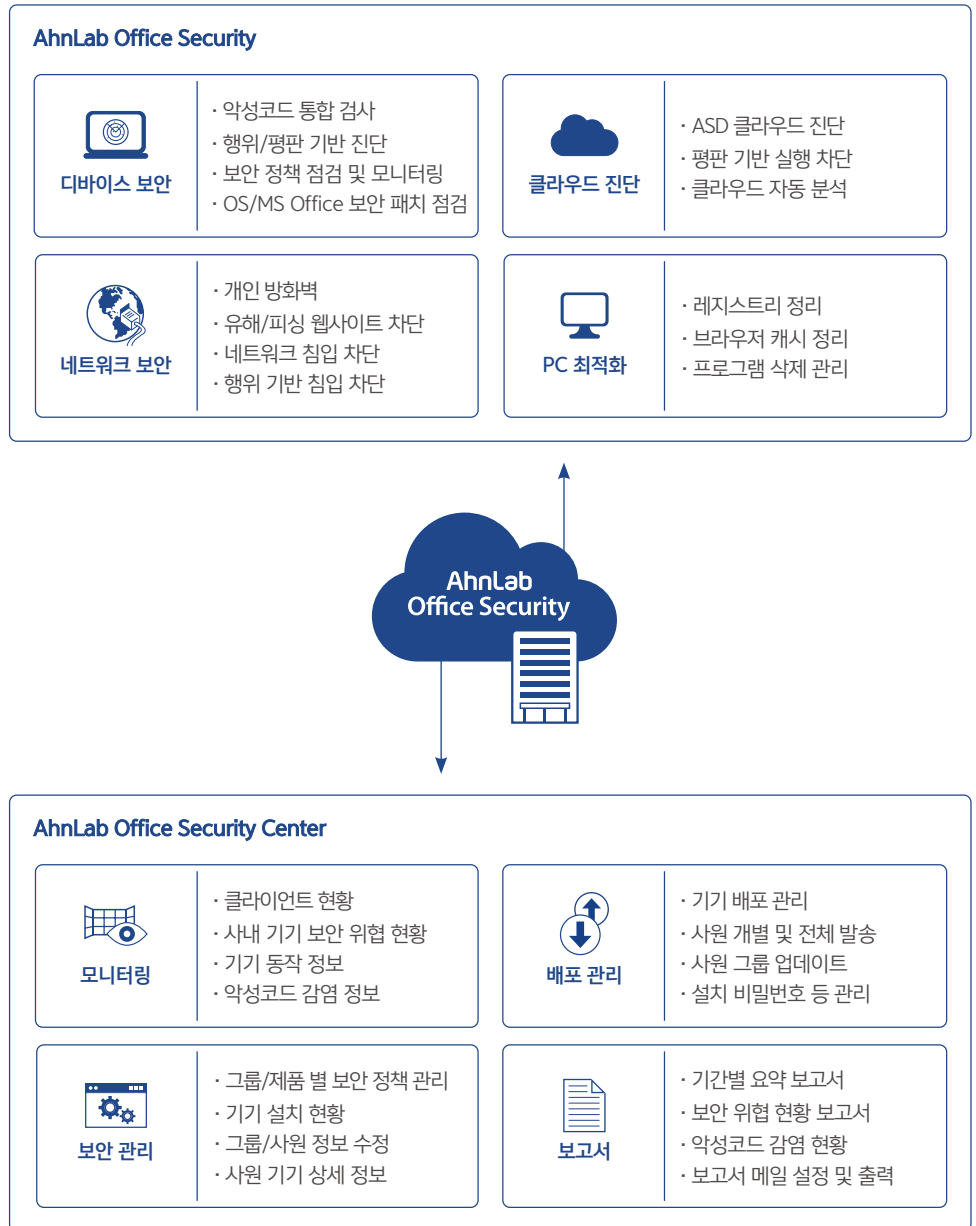 AhnLab Office Security
디바이스 보안
· 악성코드 통합 검사
· 행위/평판 기반 진단
· 보안 정책 점검 및 모니터링
· OS/MS Office 보안 패치 점검
클라우드 진단
· ASD 클라우드 진단
· 평판 기반 실행 차단
· 클라우드 자동 분석
네트워크 보안
· 개인 방화벽
· 유해/피싱 웹사이트 차단
· 네트워크 침입 차단
· 행위 기반 침입 차단
PC 최적화
· 레지스트리 정리
· 브라우저 캐시 정리
· 프로그램 삭제 관리
AhnLab
Office Security
AhnLab Office Security Center
모니터링
· 클라이언트 현황
· 사내 기기 보안 위협 현황
· 기기 동작 정보
· 악성코드 감염 정보
배포 관리
· 기기 배포 관리
· 사원 개별 및 전체 발송
· 사원 그룹 업데이트
· 설치 비밀번호 등 관리
보안 관리
· 그룹/제품 별 보안 정책 관리
· 기기 설치 현황
· 그룹/사원 정보 수정
· 사원 기기 상세 정보
보고서
· 기간별 요약 보고서
· 보안 위협 현황 보고서
· 악성코드 감염 현황
· 보고서 메일 설정 및 출력